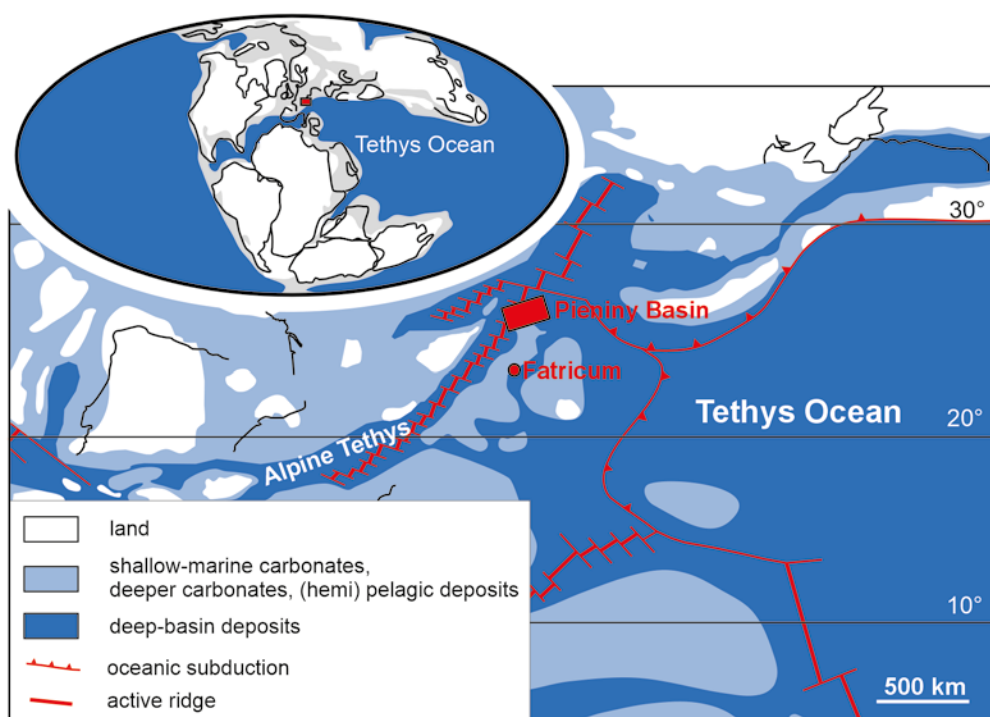 Tethys Ocean
30°
Pieniny Basin
Fatricum
Tethys Ocean
20°
Alpine Tethys
land
shallow-marine carbonates,
deeper carbonates, (hemi) pelagic deposits
deep-basin deposits
oceanic subduction
active ridge
10°
500 km